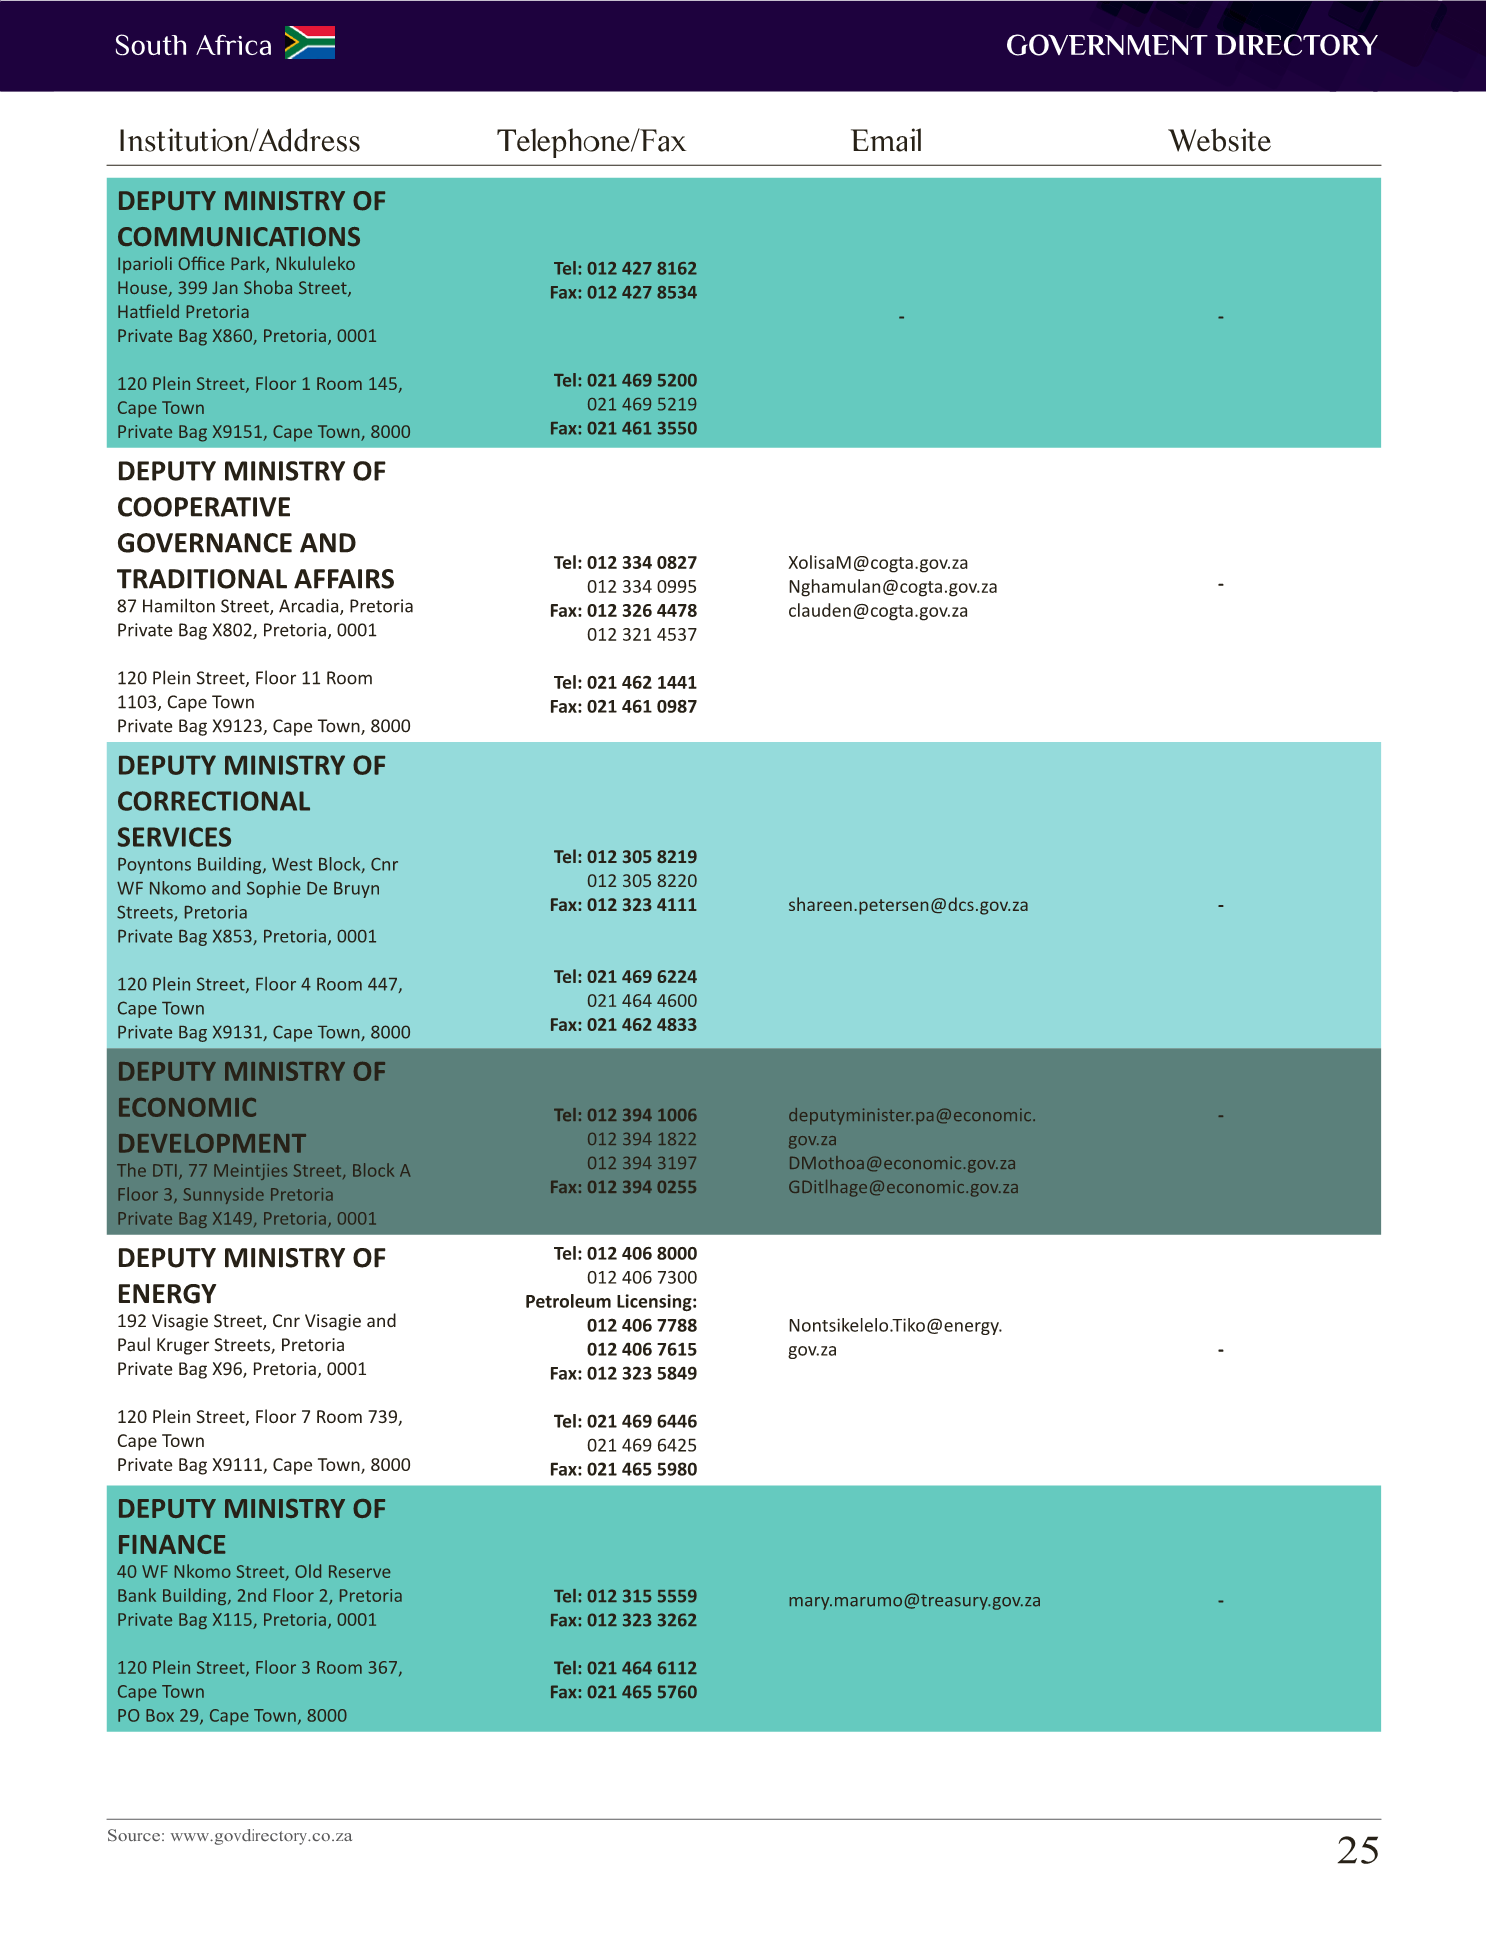 South Africa
GOVERNMENT DIRECTORY
Institution/Address
Telephone/Fax
Email
Website
DEPUTY MINISTRY OF
COMMUNICATIONS
Iparioli Office Park, Nkululeko
House, 399 Jan Shoba Street,
Hatfield Pretoria
Private Bag X860, Pretoria, 0001
120 Plein Street, Floor 1 Room 145,
Cape Town
Private Bag X9151, Cape Town, 8000
Tel: 012 427 8162
Fax: 012 427 8534
Tel: 021 469 5200
021 469 5219
Fax: 021 461 3550
-
-
DEPUTY MINISTRY OF
COOPERATIVE
GOVERNANCE AND
TRADITIONAL AFFAIRS
87 Hamilton Street, Arcadia, Pretoria
Private Bag X802, Pretoria, 0001
120 Plein Street, Floor 11 Room
1103, Cape Town
Private Bag X9123, Cape Town, 8000
Tel: 012 334 0827
012 334 0995
Fax: 012 326 4478
012 321 4537
Tel: 021 462 1441
Fax: 021 461 0987
XolisaM@cogta.gov.za
Nghamulan@cogta.gov.za
clauden@cogta.gov.za
-
DEPUTY MINISTRY OF
CORRECTIONAL
SERVICES
Poyntons Building, West Block, Cnr
WF Nkomo and Sophie De Bruyn
Streets, Pretoria
Private Bag X853, Pretoria, 0001
120 Plein Street, Floor 4 Room 447,
Cape Town
Private Bag X9131, Cape Town, 8000
Tel: 012 305 8219
012 305 8220
Fax: 012 323 4111
Tel: 021 469 6224
021 464 4600
Fax: 021 462 4833
shareen.petersen@dcs.gov.za
-
DEPUTY MINISTRY OF
ECONOMIC
DEVELOPMENT
The DTI, 77 Meintjies Street, Block A
Floor 3, Sunnyside Pretoria
Private Bag X149, Pretoria, 0001
Tel: 012 394 1006
012 394 1822
012 394 3197
Fax: 012 394 0255
deputyminister.pa@economic.
gov.za
DMothoa@economic.gov.za
GDitlhage@economic.gov.za
-
DEPUTY MINISTRY OF
ENERGY
192 Visagie Street, Cnr Visagie and
Paul Kruger Streets, Pretoria
Private Bag X96, Pretoria, 0001
120 Plein Street, Floor 7 Room 739,
Cape Town
Private Bag X9111, Cape Town, 8000
Tel: 012 406 8000
012 406 7300
Petroleum Licensing:
012 406 7788
012 406 7615
Fax: 012 323 5849
Tel: 021 469 6446
021 469 6425
Fax: 021 465 5980
Nontsikelelo.Tiko@energy.
gov.za
-
DEPUTY MINISTRY OF
FINANCE
40 WF Nkomo Street, Old Reserve
Bank Building, 2nd Floor 2, Pretoria
Private Bag X115, Pretoria, 0001
120 Plein Street, Floor 3 Room 367,
Cape Town
PO Box 29, Cape Town, 8000
Tel: 012 315 5559
Fax: 012 323 3262
Tel: 021 464 6112
Fax: 021 465 5760
mary.marumo@treasury.gov.za
-
Source: www.govdirectory.co.za
25